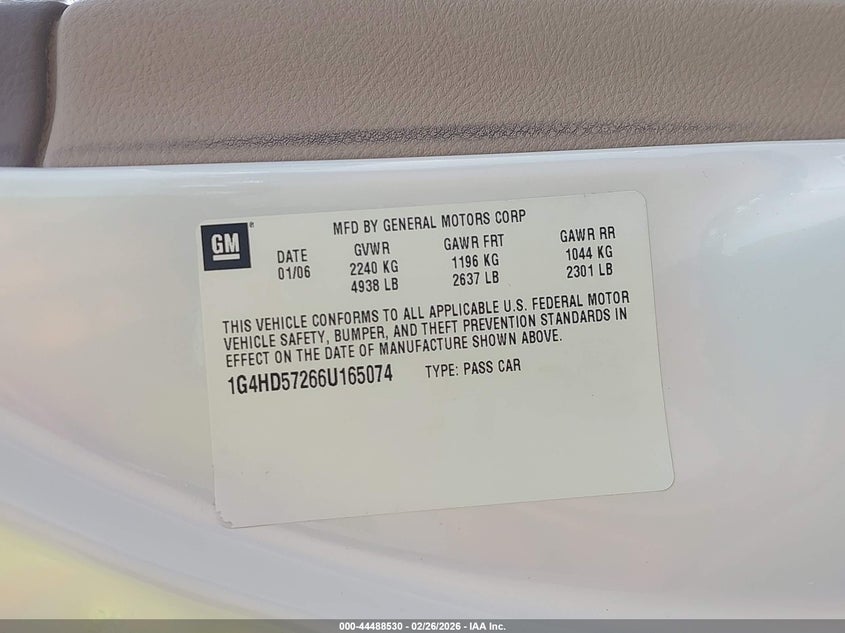 GM®
MFD BY GENERAL MOTORS CORP
DATE GVWR GAWR FRT GAWR RR
01/06 2240 KG 1196 KG 1044 KG
4938 LB 2637 LB 2301 LB
THIS VEHICLE CONFORMS TO ALL APPLICABLE U.S. FEDERAL MOTOR
VEHICLE SAFETY, BUMPER, AND THEFT PREVENTION STANDARDS IN
EFFECT ON THE DATE OF MANUFACTURE SHOWN ABOVE.
1G4HD57266U165074 TYPE: PASS CAR
000-44488530 - 02/26/2026 - IAA Inc.